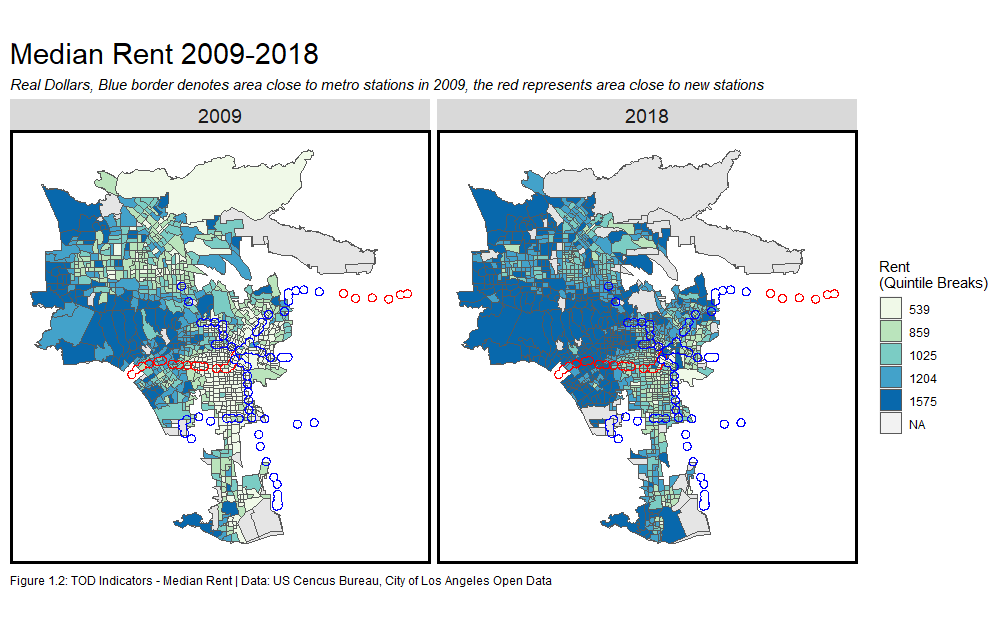 Median Rent 2009-2018
Real Dollars, Blue border denotes area close to metro stations in 2009, the red represents area close to new stations
2009
2018
Rent
(Quintile Breaks)
539
859
1025
1204
1575
NA
Figure 1.2: TOD Indicators - Median Rent | Data: US Cencus Bureau, City of Los Angeles Open Data